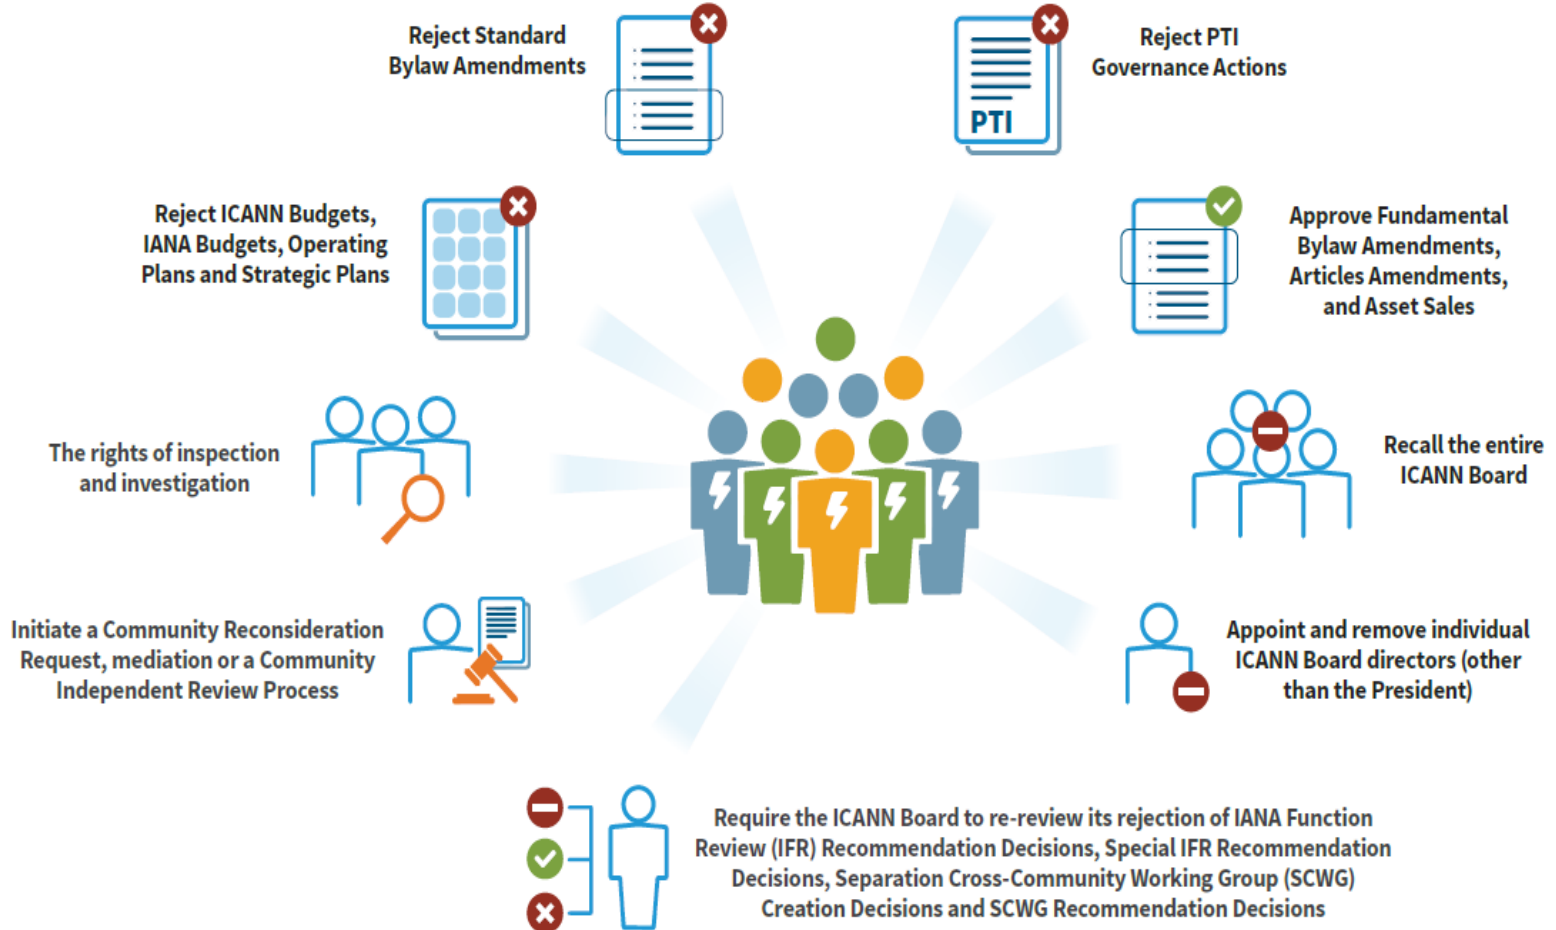 Reject Standard
Bylaw Amendments
PTI
Reject PTI
Governance Actions
Reject ICANN Budgets,
IANA Budgets, Operating
Plans and Strategic Plans
Approve Fundamental
Bylaw Amendments,
Articles Amendments,
and Asset Sales
The rights of inspection
and investigation
Recall the entire
ICANN Board
Initiate a Community Reconsideration
Request, mediation or a Community
Independent Review Process
Appoint and remove individual
ICANN Board directors (other
than the President)
Require the ICANN Board to re-review its rejection of IANA Function
Review (IFR) Recommendation Decisions, Special IFR Recommendation
Decisions, Separation Cross-Community Working Group (SCWG)
Creation Decisions and SCWG Recommendation Decisions